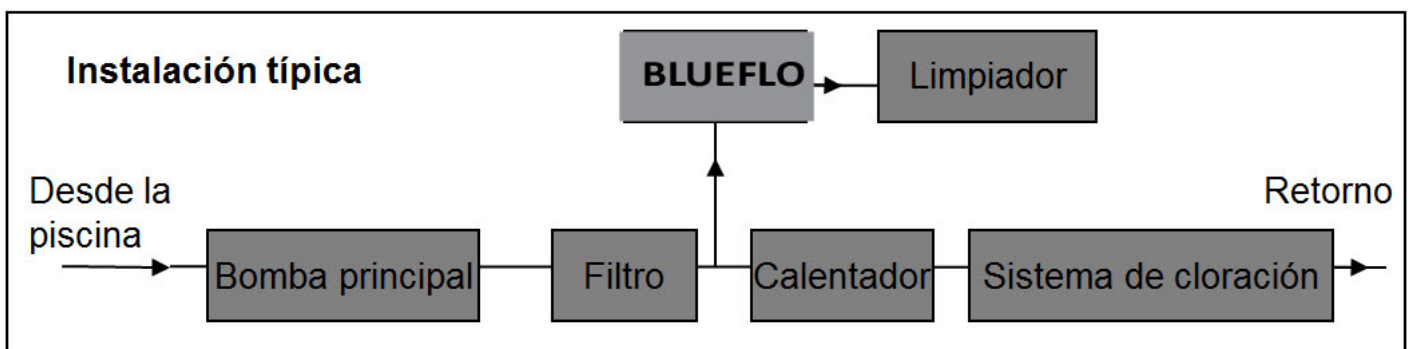 Instalación típica
BLUEFLO
Limpiador
Desde la
piscina
Retorno
Bomba principal
Filtro
Calentador
Sistema de cloración